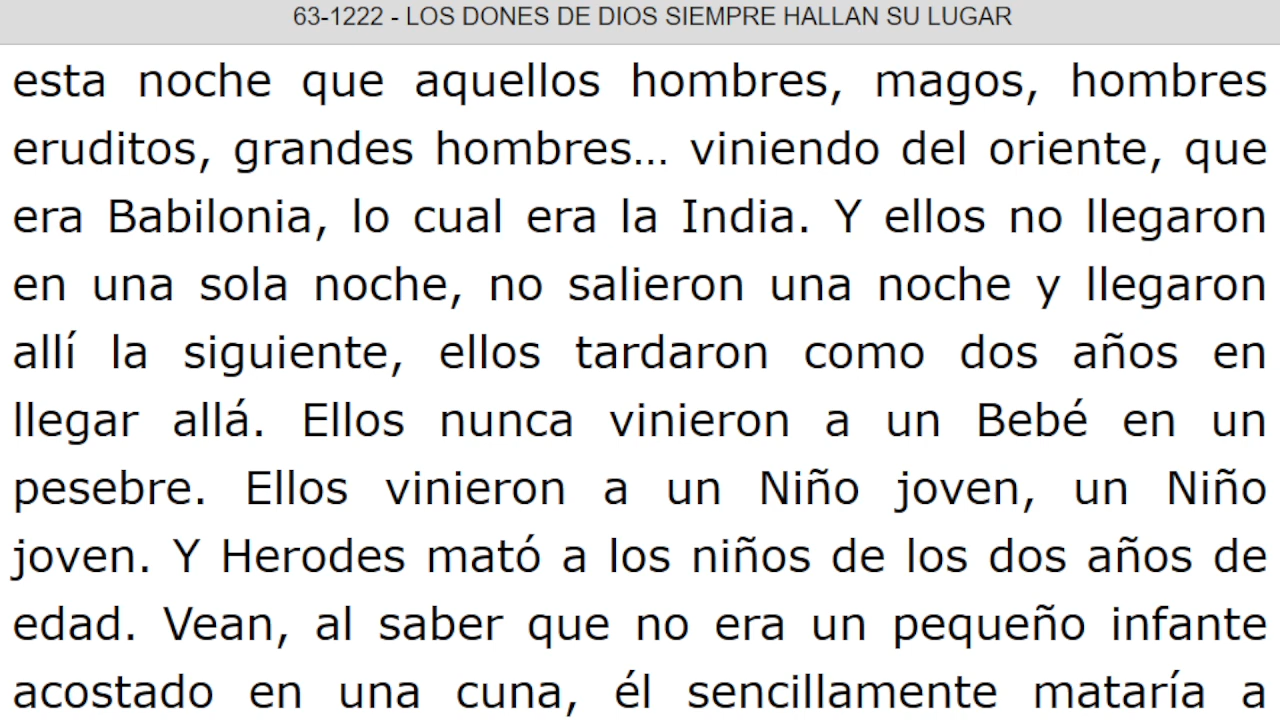 63-1222 - LOS DONES DE DIOS SIEMPRE HALLAN SU LUGAR
esta noche que aquellos hombres, magos, hombres
eruditos, grandes hombres... viniendo del oriente, que
era Babilonia, lo cual era la India. Y ellos no llegaron
en una sola noche, no salieron una noche y llegaron
allí la siguiente, ellos tardaron como dos años en
llegar allá. Ellos nunca vinieron a un Bebé en un
pesebre. Ellos vinieron a un Niño joven, un Niño
joven. Y Herodes mató a los niños de los dos años de
edad. Vean, al saber que no era un pequeño infante
acostado en una cuna, él sencillamente mataría a